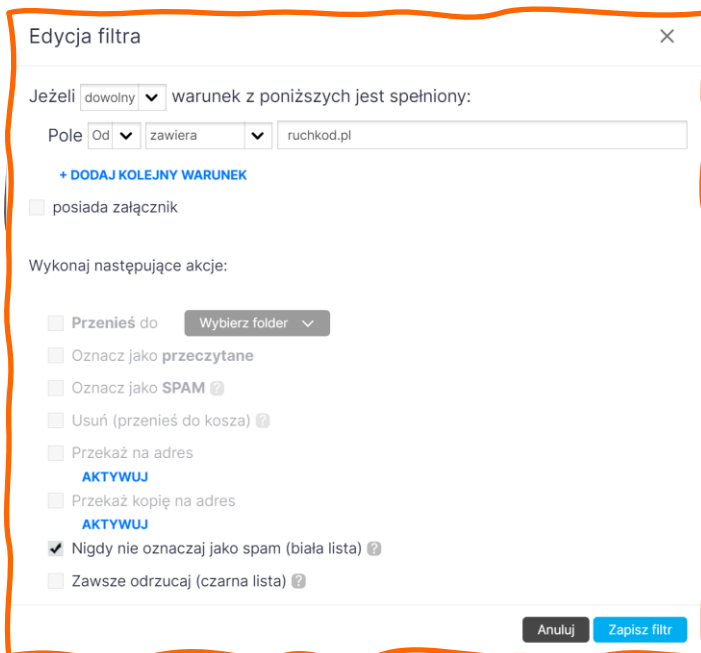 Edycja filtra
Jeżeli dowolny warunek z poniższych jest spełniony:
Pole Od zawiera ruchkod.pl
+ DODAJ KOLEJNY WARUNEK
posiada załącznik
Wykonaj następujące akcje:
Przenieś do Wybierz folder
Oznacz jako przeczytane
Oznacz jako SPAM ?
Usuń (przenieś do kosza) ?
Przekaż na adres
AKTYWUJ
Przekaż kopię na adres
AKTYWUJ
Nigdy nie oznaczaj jako spam (biała lista) ?
Zawsze odrzucaj (czarna lista) ?
Anuluj Zapisz filtr